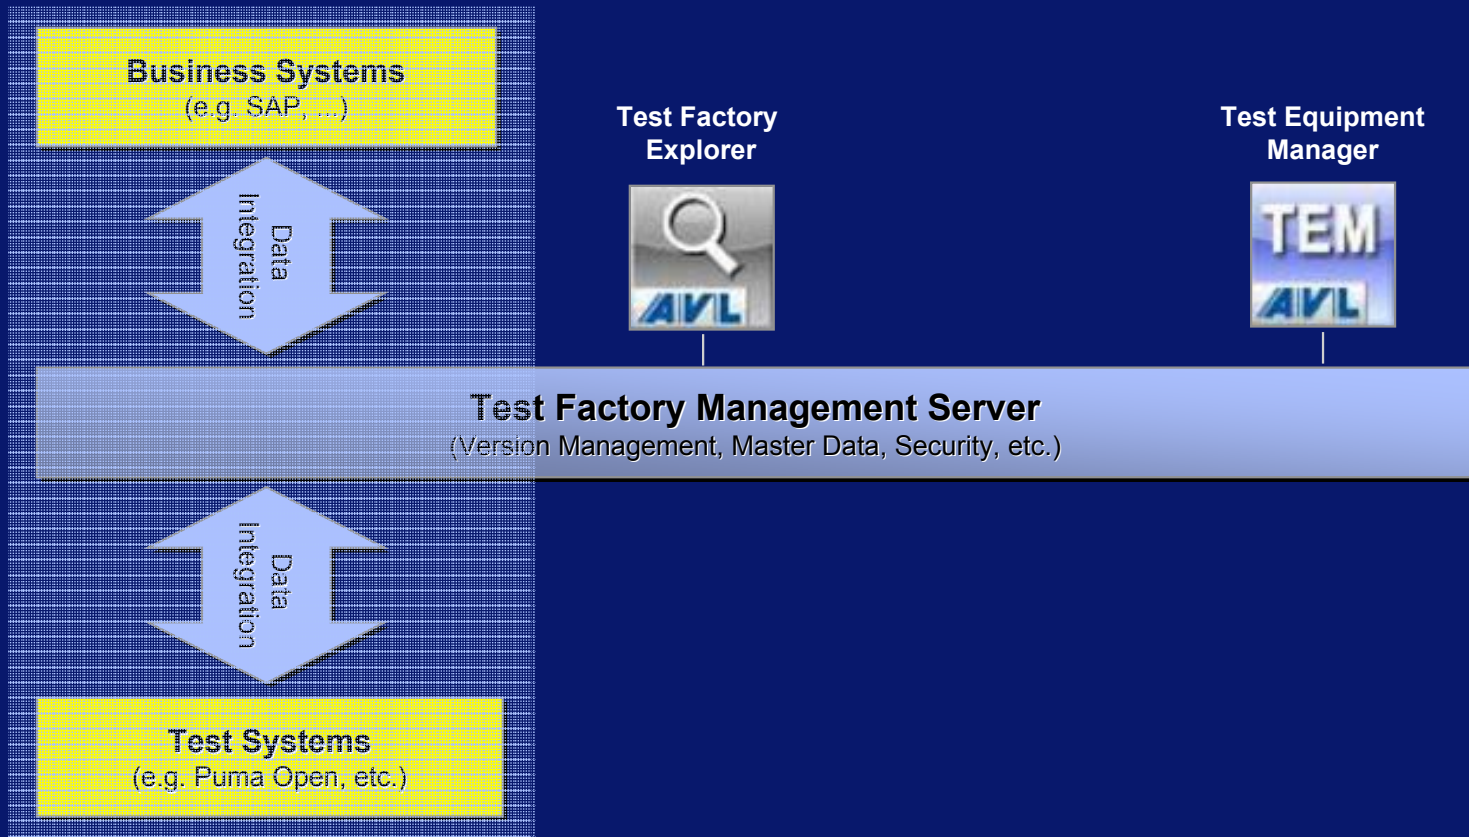 Business Systems
(e.g. SAP, ...)
Test Factory
Explorer
Test Equipment
Manager
Data
Integration
AVL
TEM
AVL
Test Factory Management Server
(Version Management, Master Data, Security, etc.)
Data
Integration
Test Systems
(e.g. Puma Open, etc.)